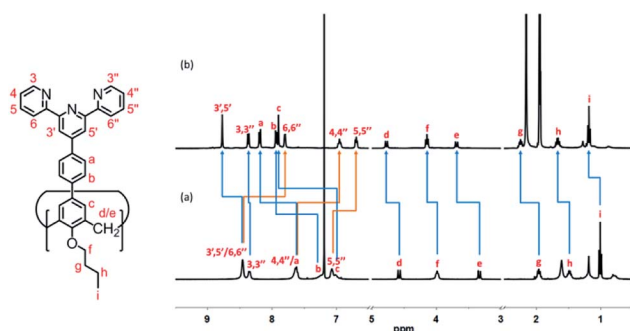 (b)
3',5'
3,3''
a
b
c
6,6''
4,4''
5,5''
d
f
e
g
h
i
3
3''
4
4''
5
5''
6
6''
3'
5'
a
b
c
d/e
CH2
O
f
g
h
i
N
N
N
(a)
3',5'/6,6''
3,3''
4,4''/a
b
5,5''
c
d
f
e
g
h
i
9
8
7
5
4
3
2
1
ppm